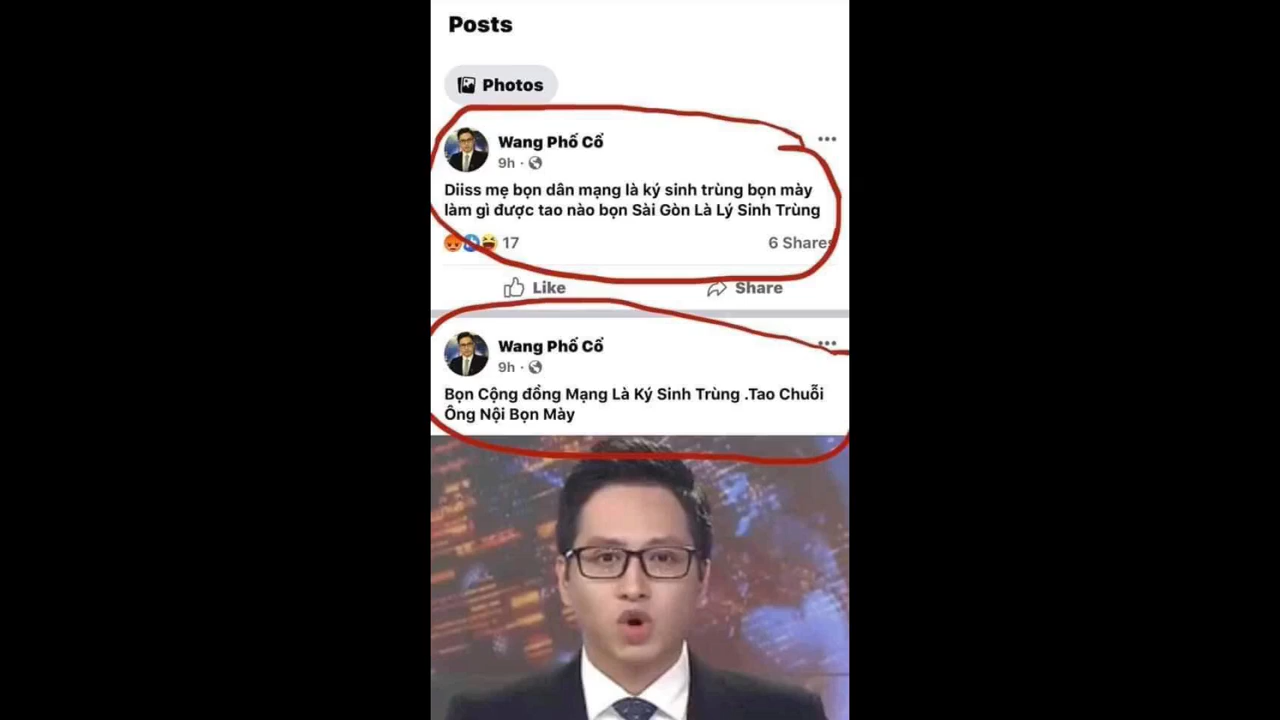 Posts
Photos
Wang Phố Cổ
9h ·
Diiss mẹ bọn dân mạng là ký sinh trùng bọn mày
làm gì được tao nào bọn Sài Gòn Là Lý Sinh Trùng
17
6 Shares
Like
Share
Wang Phố Cổ
9h ·
Bọn Cộng đồng Mạng Là Ký Sinh Trùng .Tao Chuỗi
Ông Nội Bọn Mày